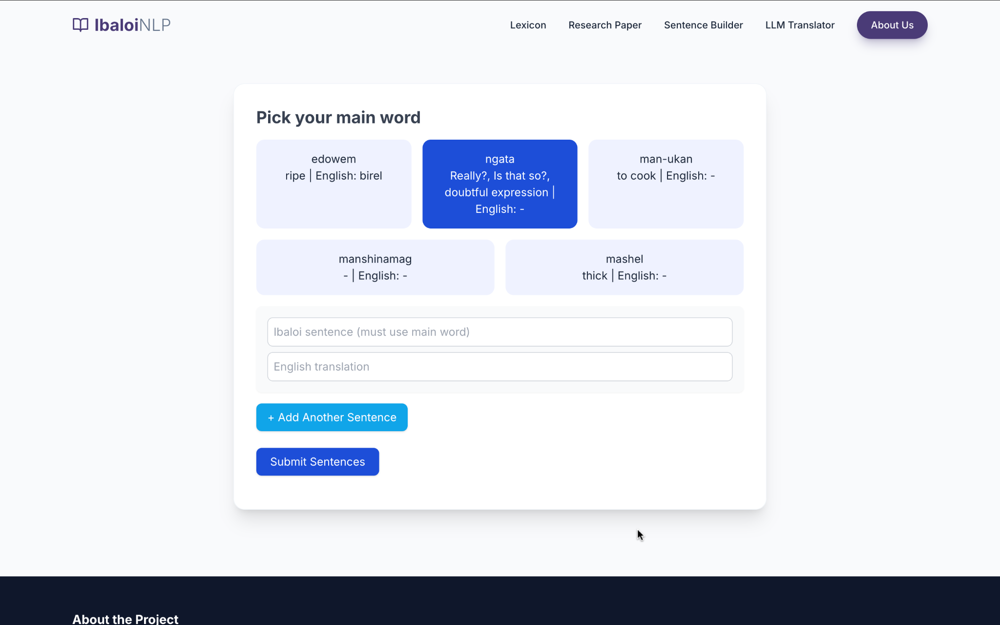 IbaloiNLP
Lexicon
Research Paper
Sentence Builder
LLM Translator
About Us
Pick your main word
edowem
ripe | English: birel
ngata
Really?, Is that so?,
doubtful expression |
English: -
man-ukan
to cook | English: -
manshinamag
- | English: -
mashel
thick | English: -
Ibaloi sentence (must use main word)
English translation
+ Add Another Sentence
Submit Sentences
About the Project